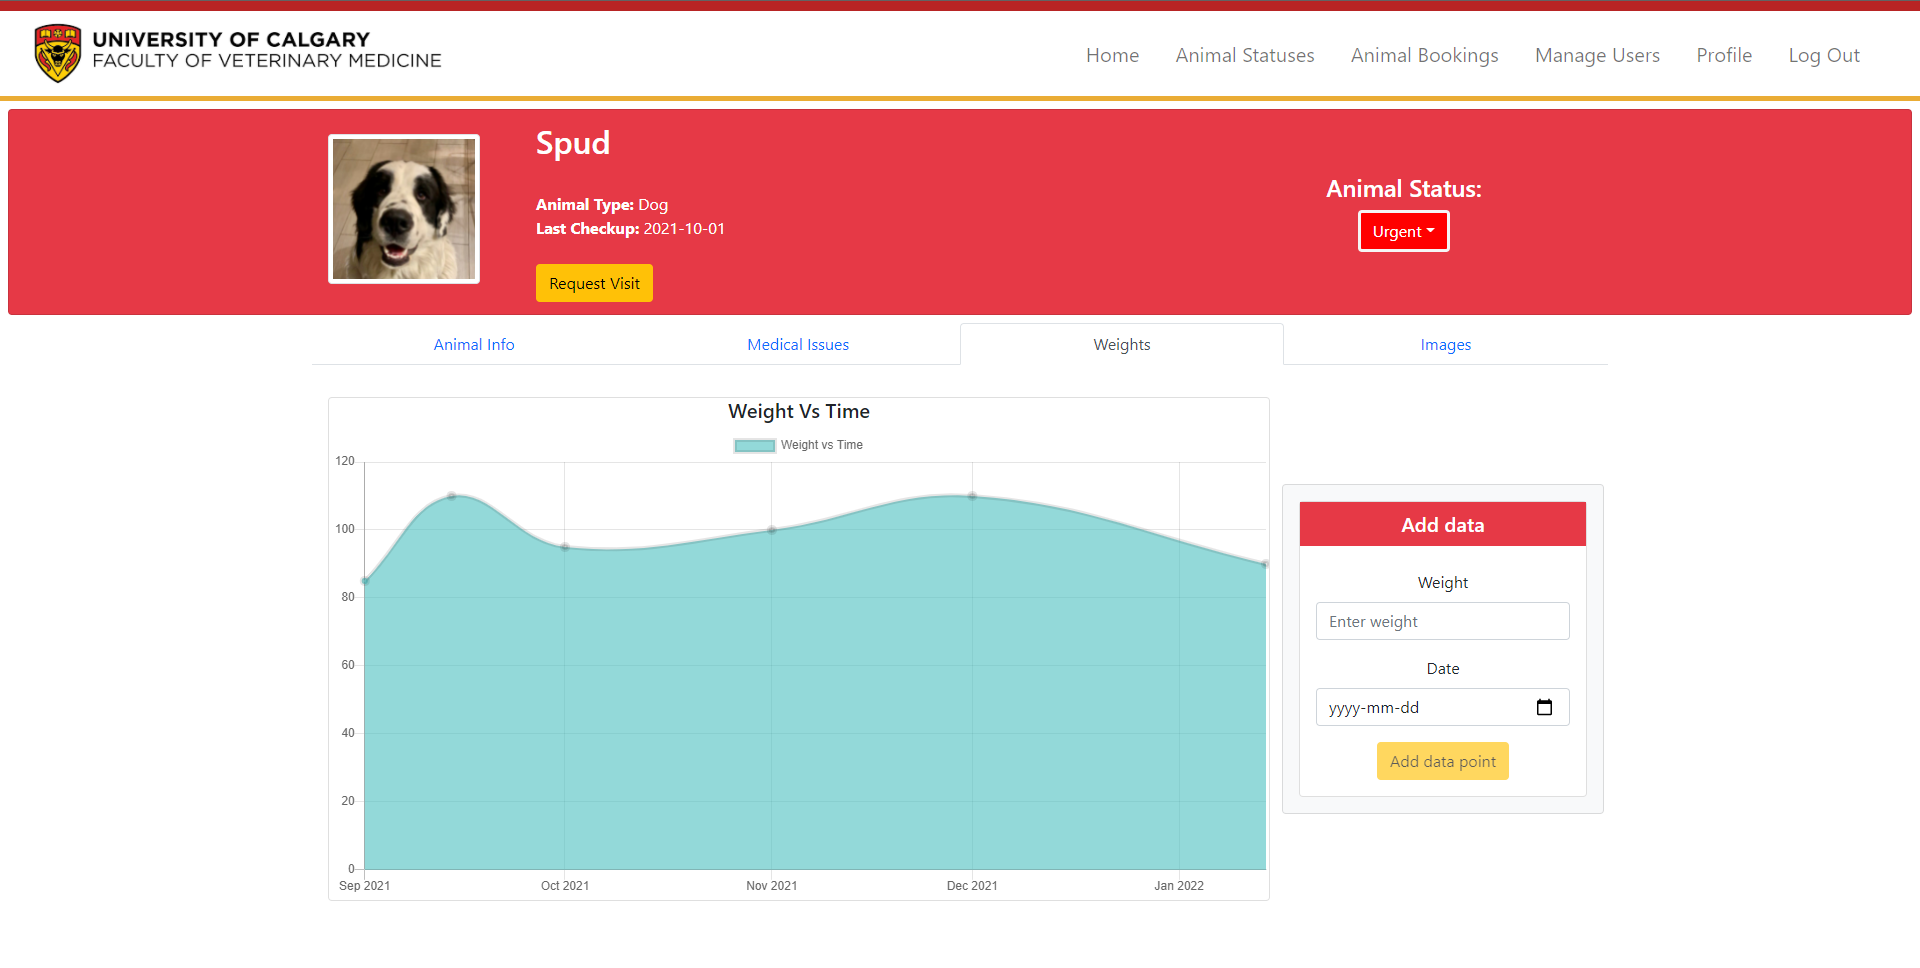 UNIVERSITY OF CALGARY
FACULTY OF VETERINARY MEDICINE
Home Animal Statuses Animal Bookings Manage Users Profile Log Out
Spud
Animal Type: Dog
Last Checkup: 2021-10-01
Request Visit
Animal Status:
Urgent
Animal Info Medical Issues Weights Images
Weight Vs Time
Weight vs Time
120
100
80
60
40
20
0
Sep 2021 Oct 2021 Nov 2021 Dec 2021 Jan 2022
Add data
Weight
Enter weight
Date
yyyy-mm-dd
Add data point